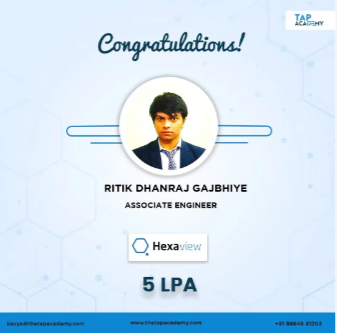 TAP
ACADEMY
Congratulations!
RITIK DHANRAJ GAJBHIYE
ASSOCIATE ENGINEER
Hexaview
5 LPA
www.thetapacademy.com